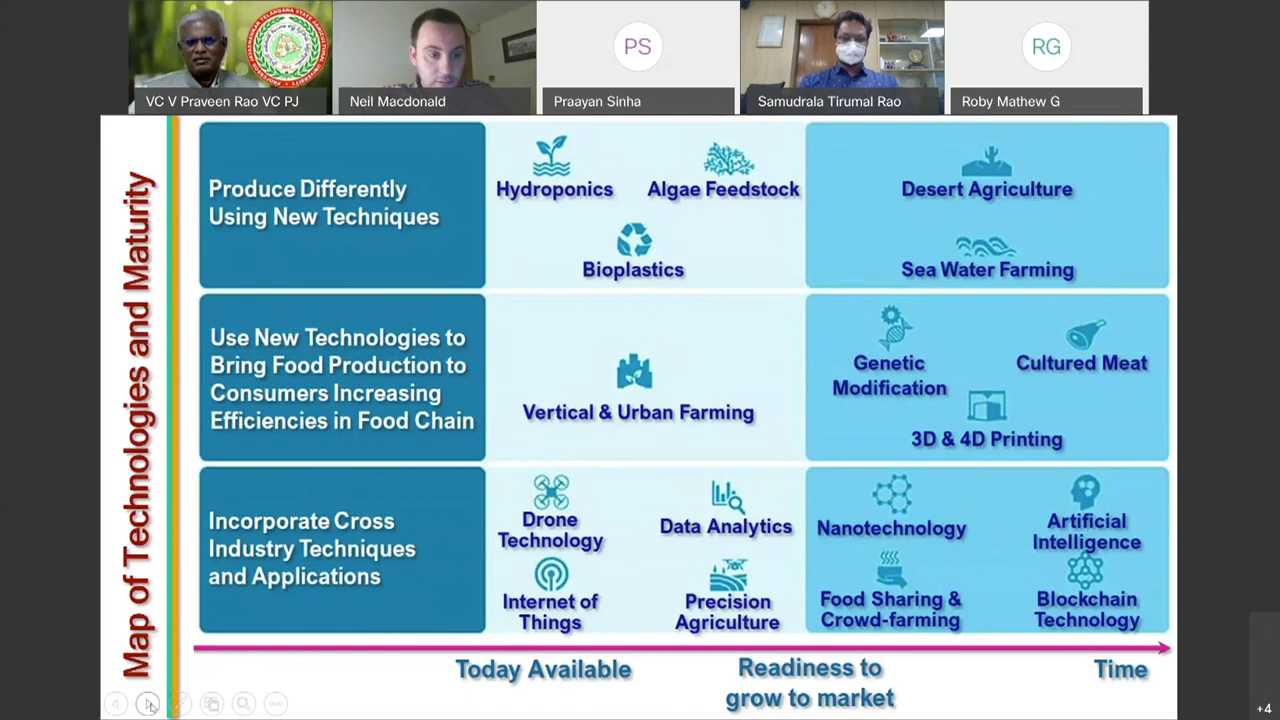 VC V Praveen Rao VC PJ
Neil Macdonald
PS
Praayan Sinha
Samudrala Tirumal Rao
RG
Roby Mathew G
Map of Technologies and Maturity
Produce Differently
Using New Techniques
Hydroponics
Algae Feedstock
Bioplastics
Desert Agriculture
Sea Water Farming
Use New Technologies to
Bring Food Production to
Consumers Increasing
Efficiencies in Food Chain
Vertical & Urban Farming
Genetic
Modification
Cultured Meat
3D & 4D Printing
Incorporate Cross
Industry Techniques
and Applications
Drone
Technology
Data Analytics
Internet of
Things
Precision
Agriculture
Nanotechnology
Artificial
Intelligence
Food Sharing &
Crowd-farming
Blockchain
Technology
Today Available
Readiness to
grow to market
Time
+4